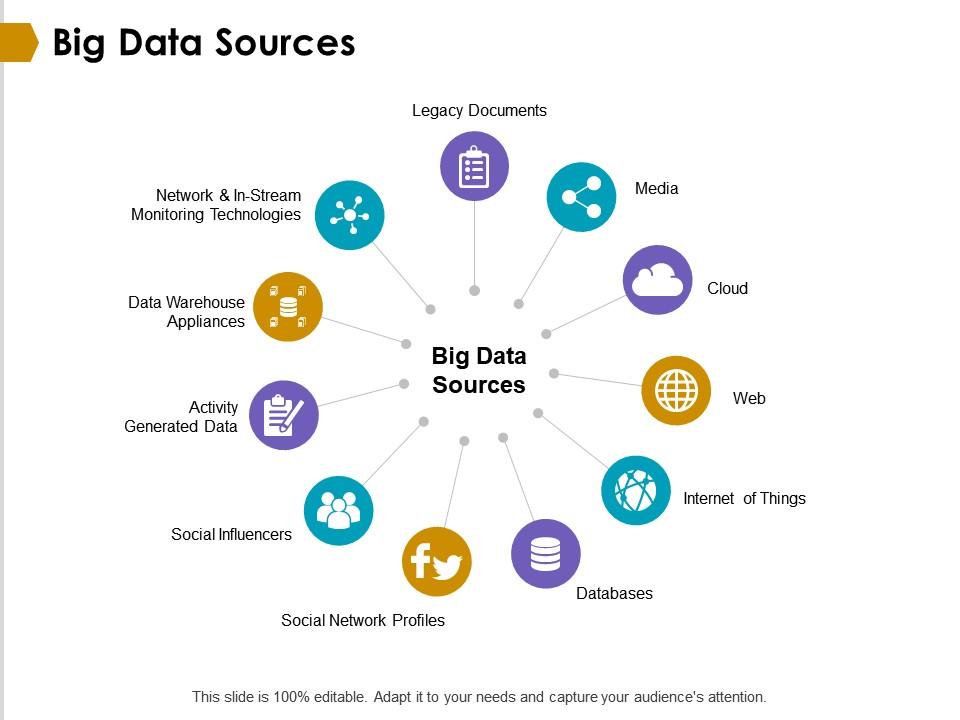 Big Data Sources
Legacy Documents
Network & In-Stream
Monitoring Technologies
Media
Data Warehouse
Appliances
Cloud
Big Data
Sources
Activity
Generated Data
Web
Social Influencers
Internet of Things
Social Network Profiles
Databases
This slide is 100% editable. Adapt it to your needs and capture your audience's attention.